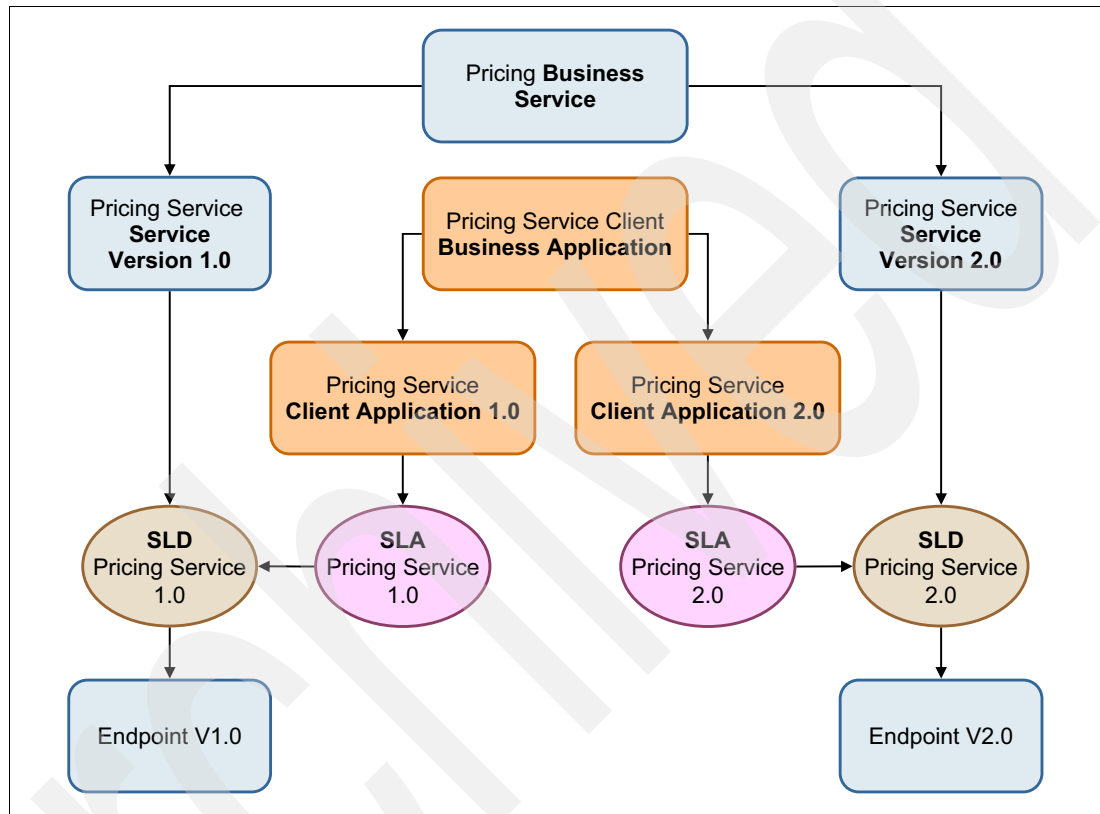 Pricing Business
Service
Pricing Service
Service
Version 1.0
Pricing Service Client
Business Application
Pricing Service
Service
Version 2.0
Pricing Service
Client Application 1.0
Pricing Service
Client Application 2.0
SLD
Pricing Service
1.0
SLA
Pricing Service
1.0
SLA
Pricing Service
2.0
SLD
Pricing Service
2.0
Endpoint V1.0
Endpoint V2.0